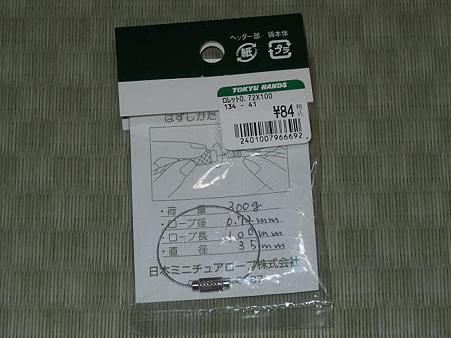 ヘッダー部
袋本体
紙
プラ
TOKYU HANDS
ロレット0.72X100
134 - 41
¥84 税込
2401007966692
はずしかた
・荷 重 300g
・ロープ径 0.72mm
・ロープ長 100mm
・直 径 35mm
日本ミニチュアロープ株式会社